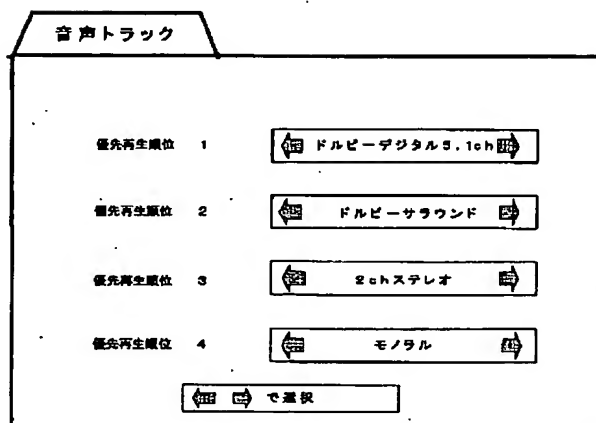 音声トラック
優先再生順位 1 ドルビーデジタル5.1ch
優先再生順位 2 ドルビーサラウンド
優先再生順位 3 2chステレオ
優先再生順位 4 モノラル
で選択